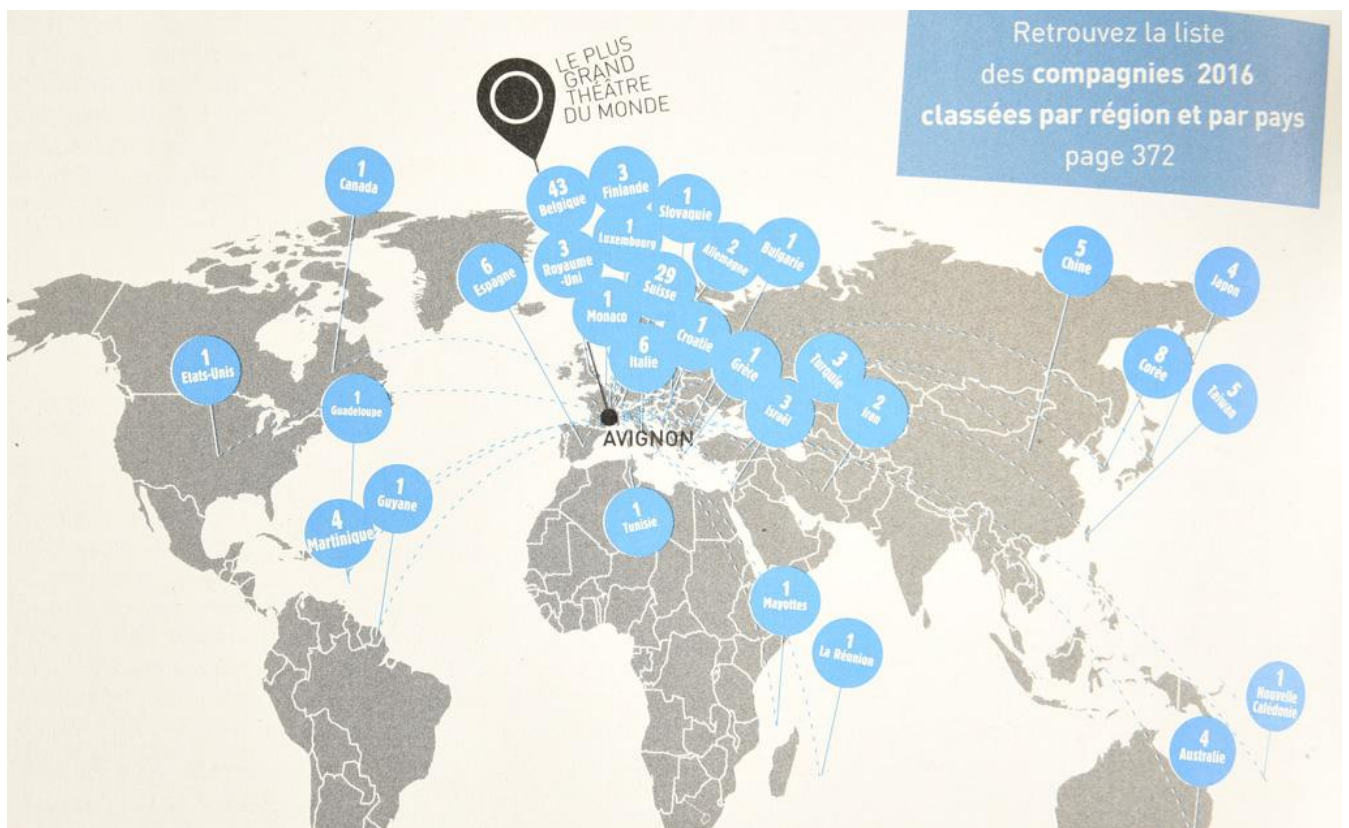 Retrouvez la liste
des compagnies 2016
classées par région et par pays
page 372
LE PLUS
GRAND
THÉÂTRE
DU MONDE
1
Canada
43
Belgique
3
Finlande
1
Slovaquie
1
Luxembourg
2
Allemagne
1
Bulgarie
6
Espagne
3
Royaume
-Uni
29
Suisse
1
Monaco
6
Italie
1
Croatie
1
Grèce
3
Turquie
3
Israël
2
Iran
5
Chine
4
Japon
8
Corée
5
Taiwan
1
Etats-Unis
1
Guadeloupe
AVIGNON
1
Guyane
4
Martinique
1
Tunisie
1
Mayottes
1
La Réunion
1
Nouvelle
Calédonie
4
Australie